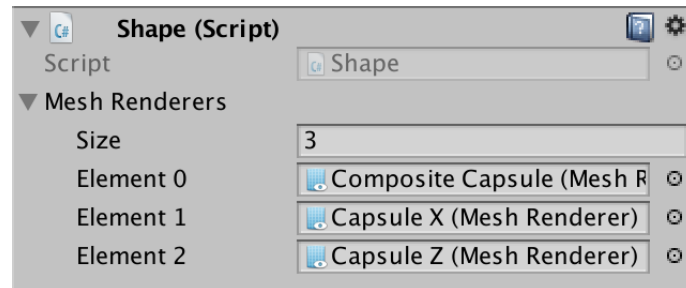 Shape (Script)
Script Shape
Mesh Renderers
Size 3
Element 0 Composite Capsule (Mesh R
Element 1 Capsule X (Mesh Renderer)
Element 2 Capsule Z (Mesh Renderer)